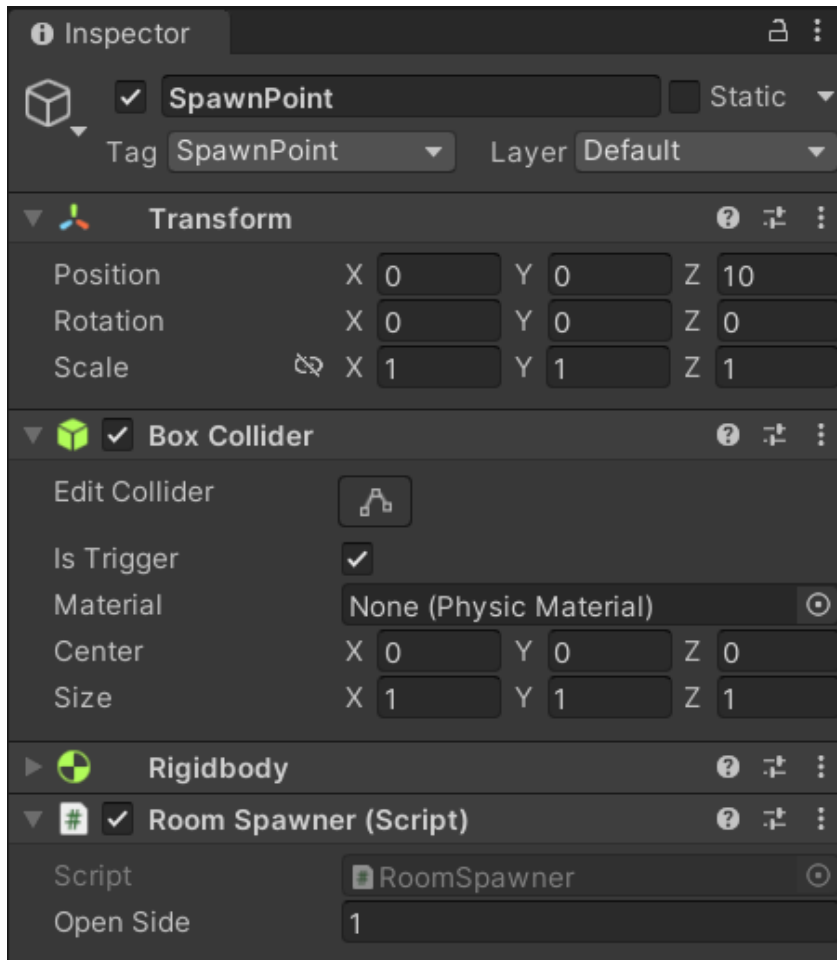 Inspector
SpawnPoint Static
Tag SpawnPoint Layer Default
Transform
Position X 0 Y 0 Z 10
Rotation X 0 Y 0 Z 0
Scale X 1 Y 1 Z 1
Box Collider
Edit Collider
Is Trigger
Material None (Physic Material)
Center X 0 Y 0 Z 0
Size X 1 Y 1 Z 1
Rigidbody
# Room Spawner (Script)
Script # RoomSpawner
Open Side 1